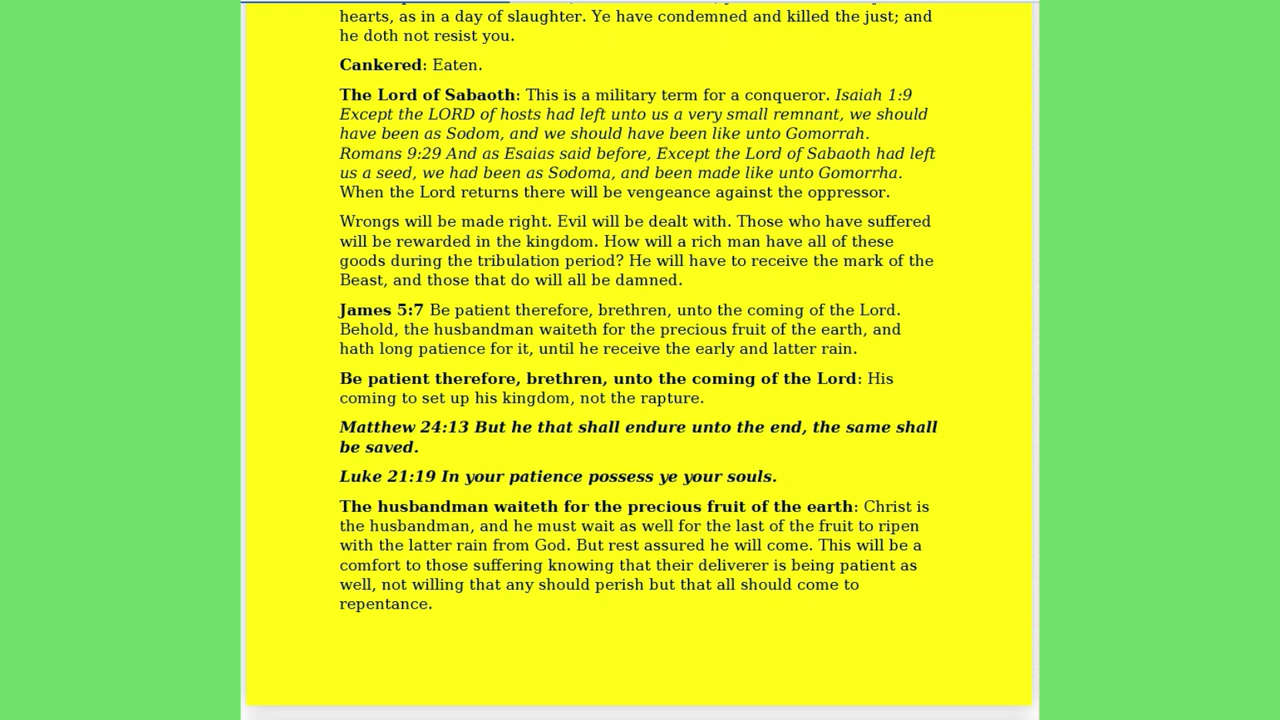 hearts, as in a day of slaughter. Ye have condemned and killed the just; and
he doth not resist you.
Cankered: Eaten.
The Lord of Sabaoth: This is a military term for a conqueror. Isaiah 1:9
Except the LORD of hosts had left unto us a very small remnant, we should
have been as Sodom, and we should have been like unto Gomorrah.
Romans 9:29 And as Esaias said before, Except the Lord of Sabaoth had left
us a seed, we had been as Sodoma, and been made like unto Gomorrha.
When the Lord returns there will be vengeance against the oppressor.
Wrongs will be made right. Evil will be dealt with. Those who have suffered
will be rewarded in the kingdom. How will a rich man have all of these
goods during the tribulation period? He will have to receive the mark of the
Beast, and those that do will all be damned.
James 5:7 Be patient therefore, brethren, unto the coming of the Lord.
Behold, the husbandman waiteth for the precious fruit of the earth, and
hath long patience for it, until he receive the early and latter rain.
Be patient therefore, brethren, unto the coming of the Lord: His
coming to set up his kingdom, not the rapture.
Matthew 24:13 But he that shall endure unto the end, the same shall
be saved.
Luke 21:19 In your patience possess ye your souls.
The husbandman waiteth for the precious fruit of the earth: Christ is
the husbandman, and he must wait as well for the last of the fruit to ripen
with the latter rain from God. But rest assured he will come. This will be a
comfort to those suffering knowing that their deliverer is being patient as
well, not willing that any should perish but that all should come to
repentance.